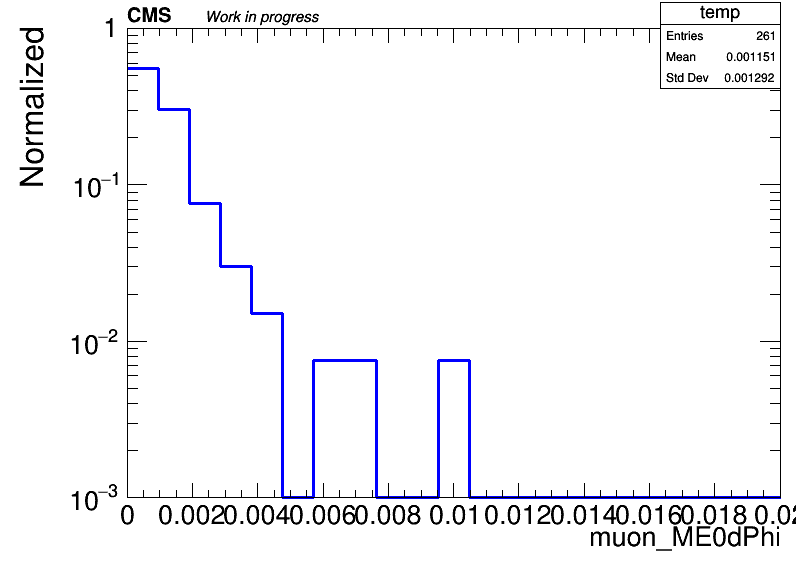 CMS Work in progress
temp
Entries 261
Mean 0.001151
Std Dev 0.001292
Normalized
1
10−1
10−2
10−3
0 0.002 0.004 0.006 0.008 0.01 0.012 0.014 0.016 0.018 0.02
muon_ME0dPhi